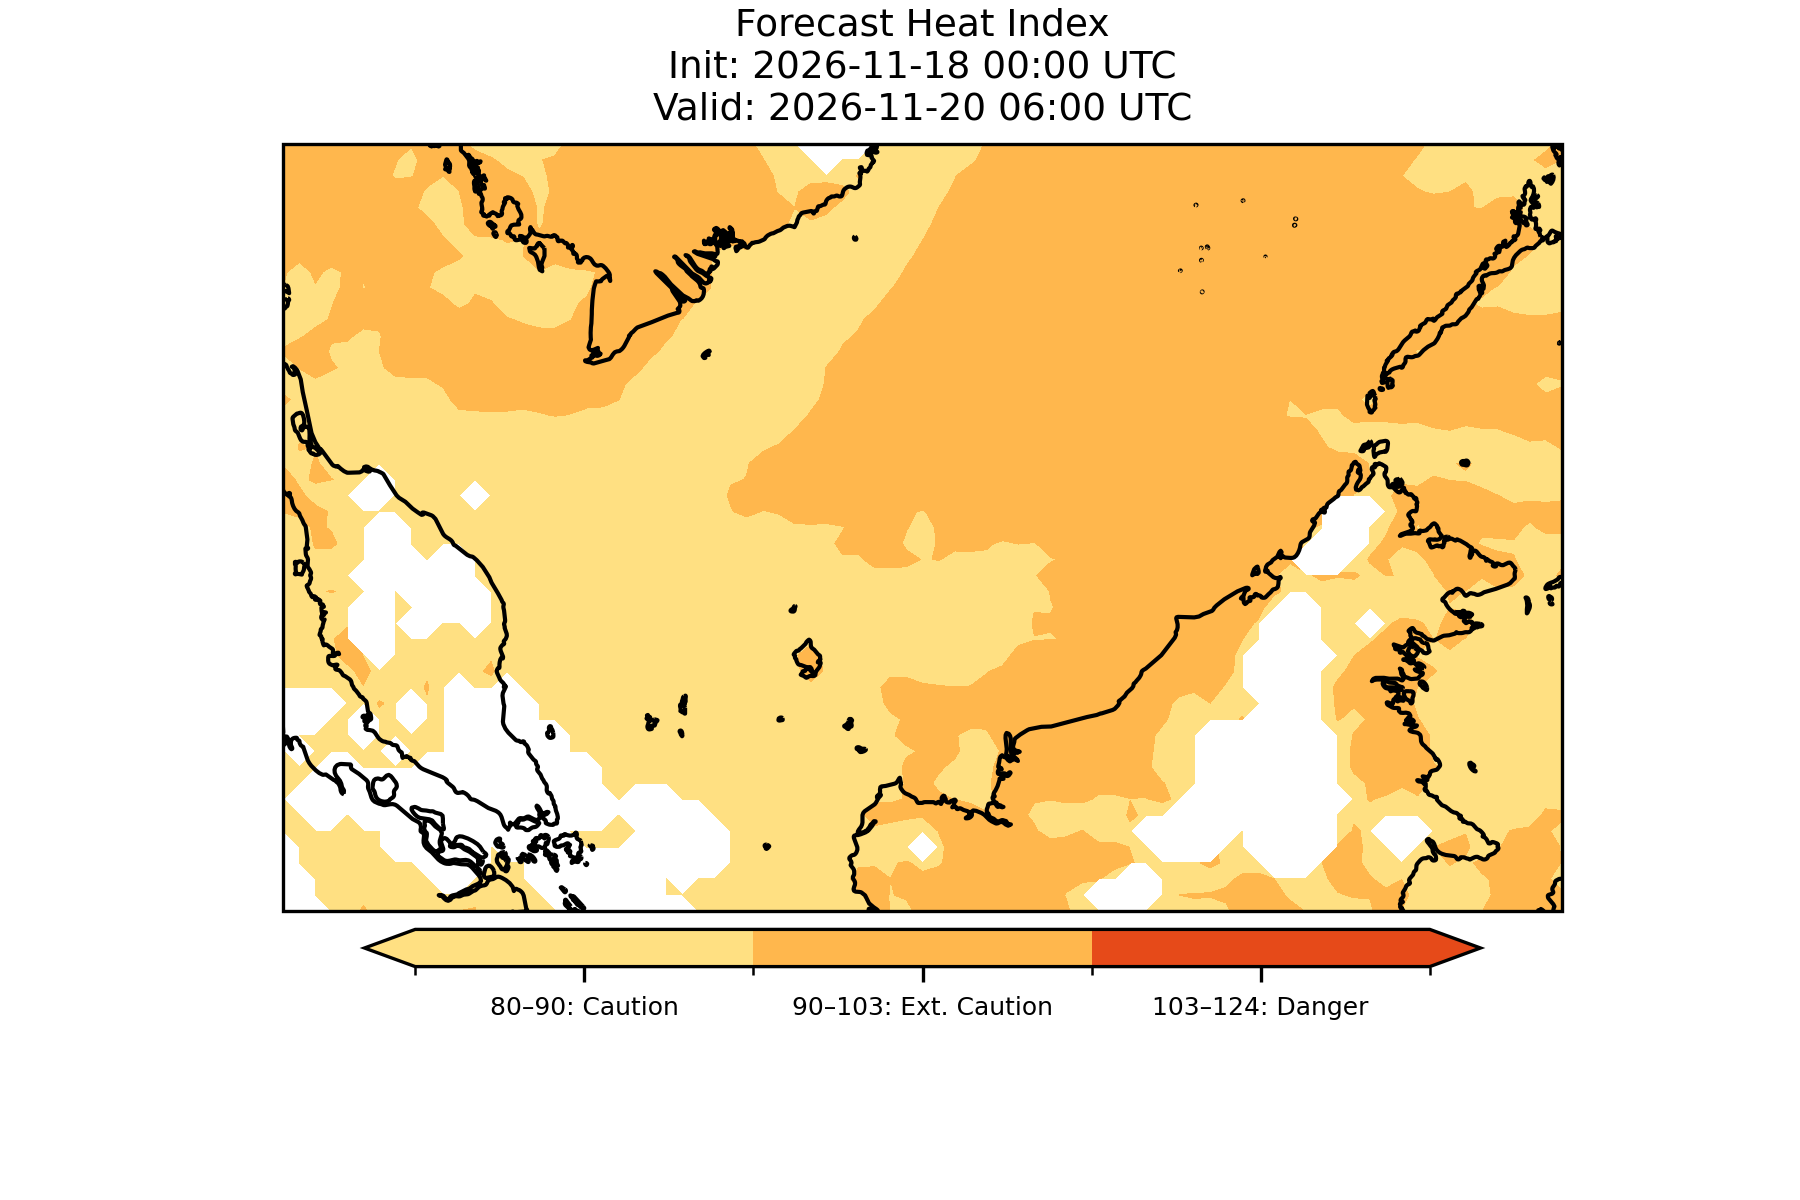 Forecast Heat Index
Init: 2026-11-18 00:00 UTC
Valid: 2026-11-20 06:00 UTC
80–90: Caution
90–103: Ext. Caution
103–124: Danger